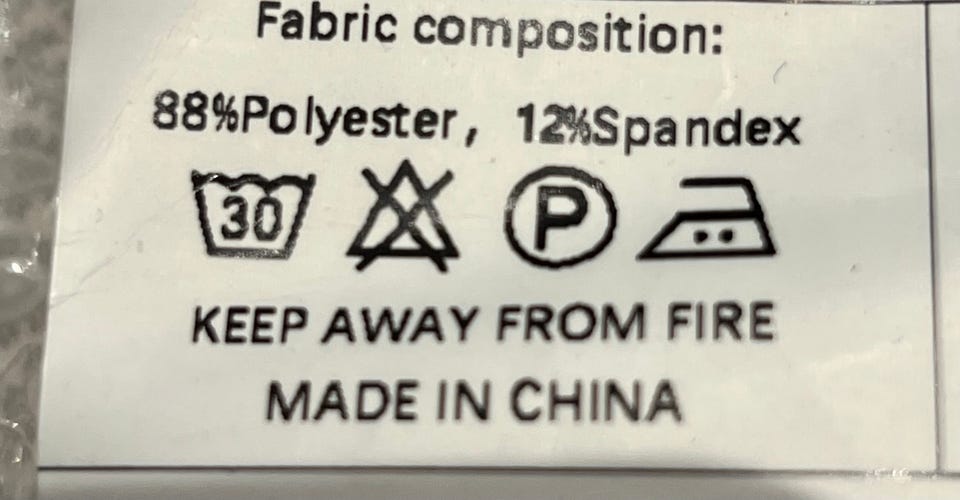 Fabric composition:
88%Polyester, 12%Spandex
30 P
KEEP AWAY FROM FIRE
MADE IN CHINA